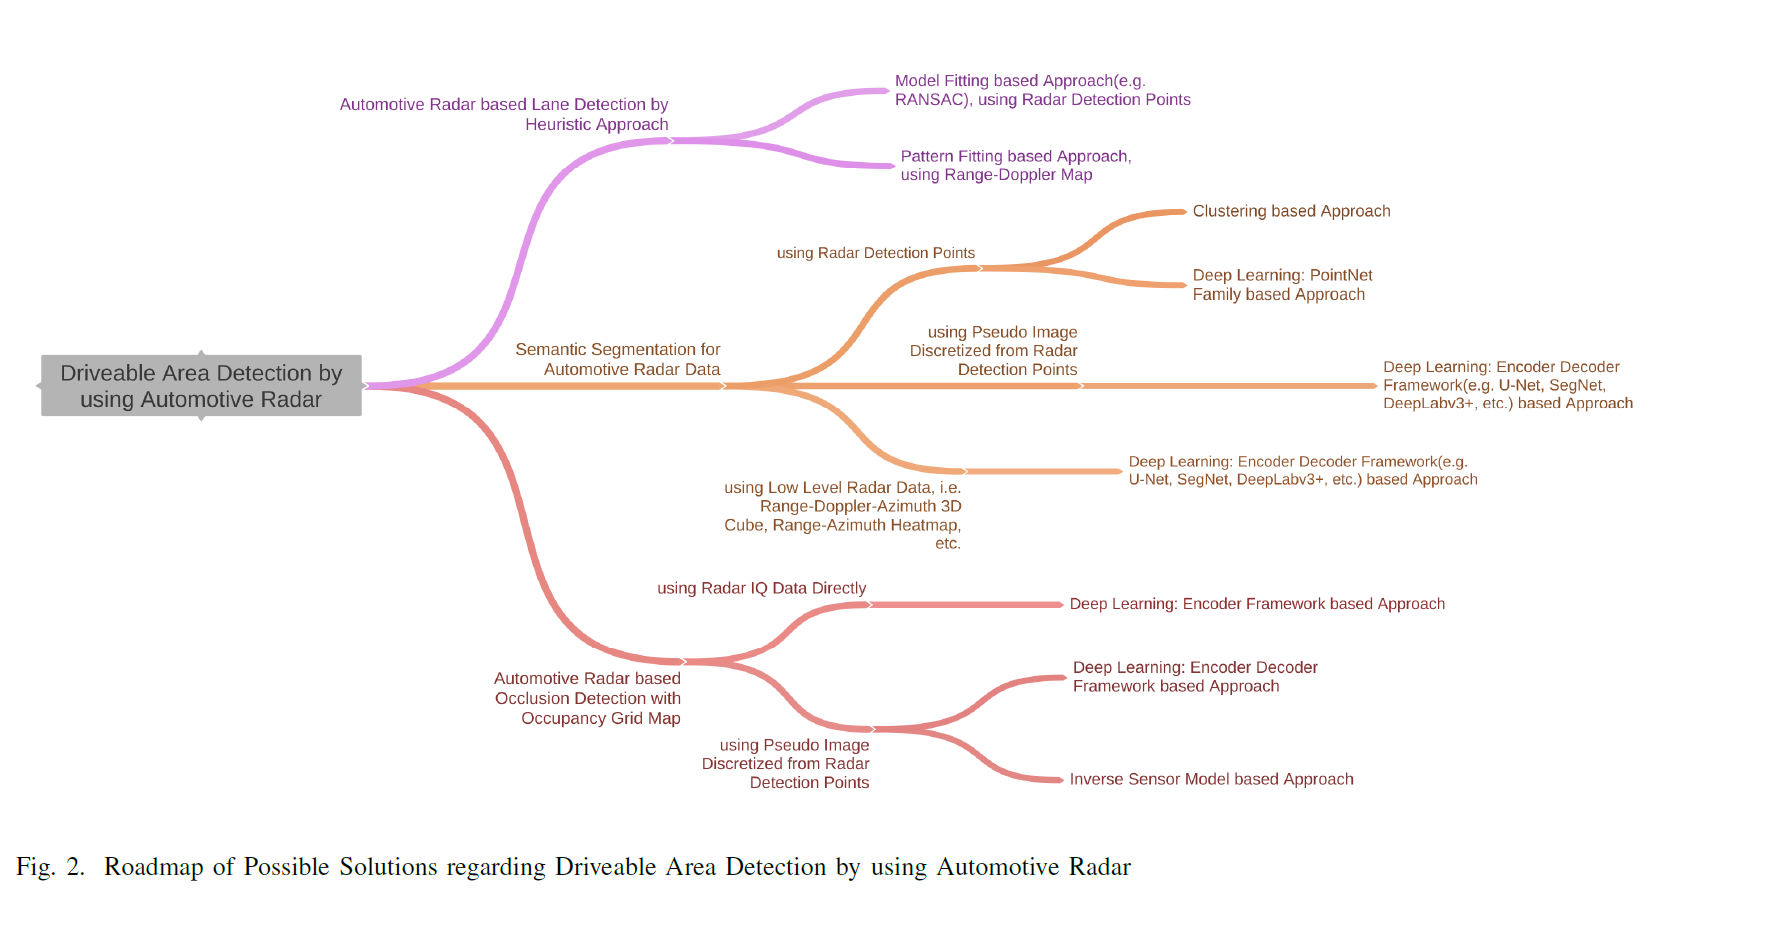 Automotive Radar based Lane Detection by
Heuristic Approach
Model Fitting based Approach(e.g.
RANSAC), using Radar Detection Points
Pattern Fitting based Approach,
using Range-Doppler Map
Driveable Area Detection by
using Automotive Radar
Semantic Segmentation for
Automotive Radar Data
using Radar Detection Points
Clustering based Approach
Deep Learning: PointNet
Family based Approach
using Pseudo Image
Discretized from Radar
Detection Points
Deep Learning: Encoder Decoder
Framework(e.g. U-Net, SegNet,
DeepLabv3+, etc.) based Approach
using Low Level Radar Data, i.e.
Range-Doppler-Azimuth 3D
Cube, Range-Azimuth Heatmap,
etc.
Deep Learning: Encoder Decoder Framework(e.g.
U-Net, SegNet, DeepLabv3+, etc.) based Approach
Automotive Radar based
Occlusion Detection with
Occupancy Grid Map
using Radar IQ Data Directly
Deep Learning: Encoder Framework based Approach
using Pseudo Image
Discretized from Radar
Detection Points
Deep Learning: Encoder Decoder
Framework based Approach
Inverse Sensor Model based Approach
Fig. 2. Roadmap of Possible Solutions regarding Driveable Area Detection by using Automotive Radar